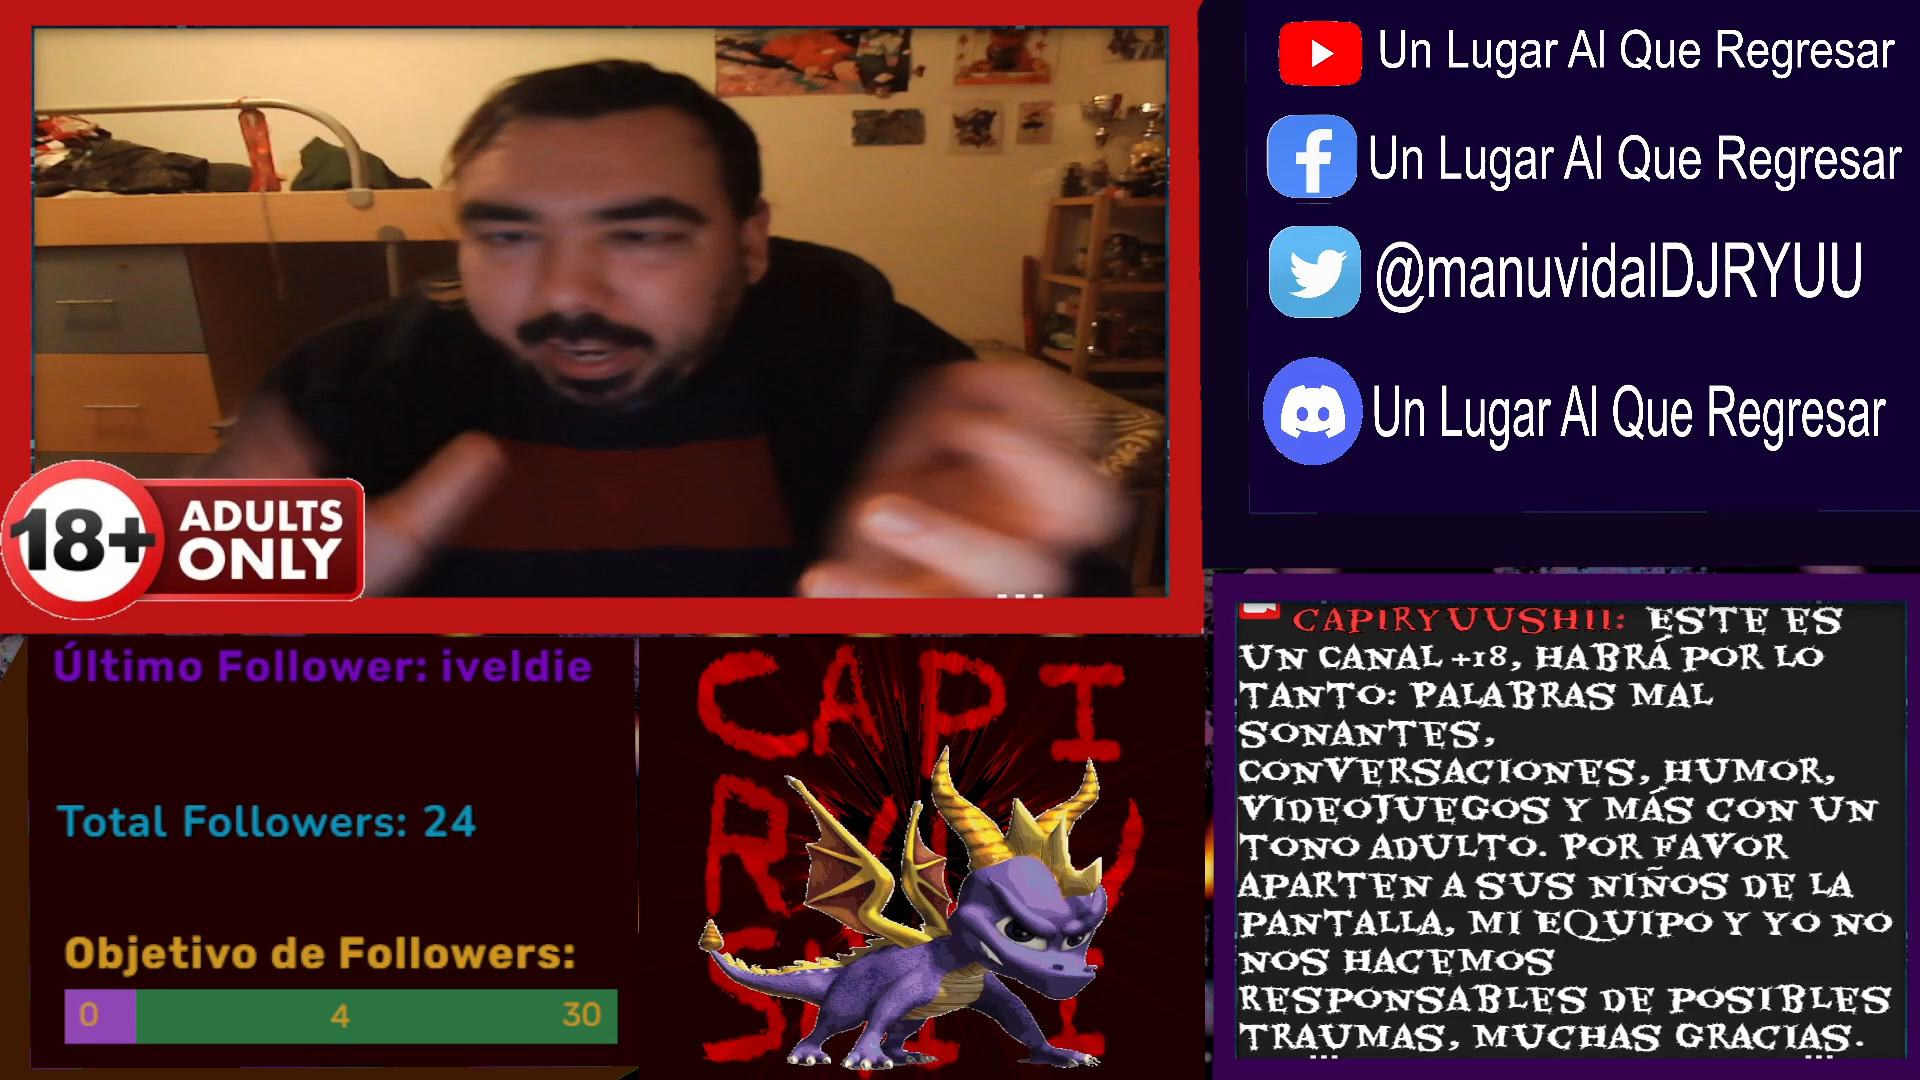 Un Lugar Al Que Regresar
Un Lugar Al Que Regresar
@manuvidalDJRYUU
Un Lugar Al Que Regresar
18+
ADULTS
ONLY
Último Follower: iveldie
Total Followers: 24
Objetivo de Followers:
0 4 30
CAPI
CAPIRYUUSHII: ESTE ES
UN CANAL +18, HABRÁ POR LO
TANTO: PALABRAS MAL
SONANTES,
CONVERSACIONES, HUMOR,
VIDEOJUEGOS Y MÁS CON UN
TONO ADULTO. POR FAVOR
APARTEN A SUS NIÑOS DE LA
PANTALLA, MI EQUIPO Y YO NO
NOS HACEMOS
RESPONSABLES DE POSIBLES
TRAUMAS, MUCHAS GRACIAS.